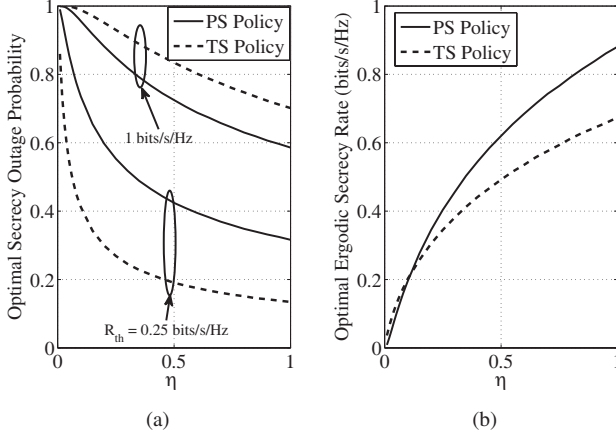 Optimal Secrecy Outage Probability
1
0.8
0.6
0.4
0.2
0
0
0.5
1
η
PS Policy
TS Policy
1 bits/s/Hz
R_th = 0.25 bits/s/Hz
(a)
Optimal Ergodic Secrecy Rate (bits/s/Hz)
1
0.8
0.6
0.4
0.2
0
0
0.5
1
η
PS Policy
TS Policy
(b)